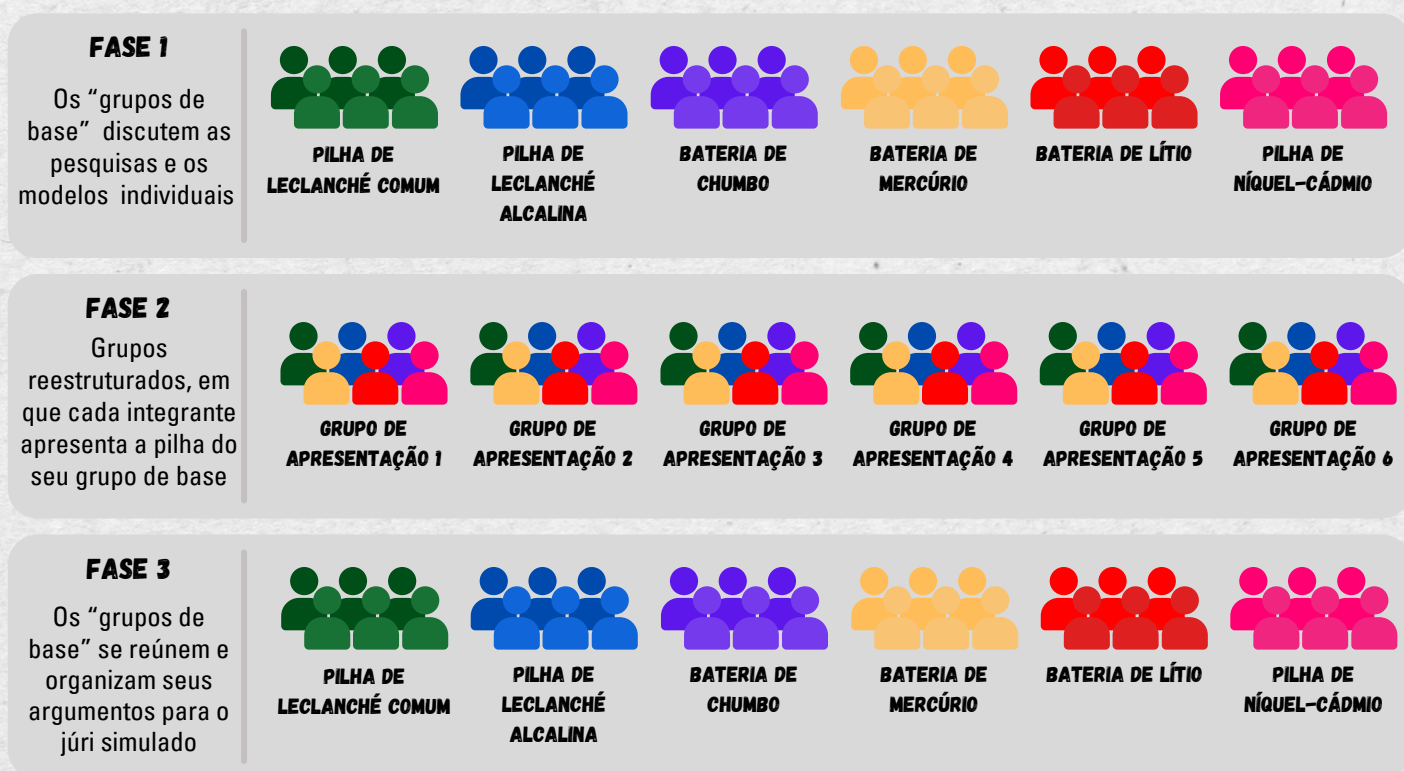 FASE 1
Os “grupos de
base” discutem as
pesquisas e os
modelos individuais
PILHA DE
LECLANCHÉ COMUM
PILHA DE
LECLANCHÉ
ALCALINA
BATERIA DE
CHUMBO
BATERIA DE
MERCÚRIO
BATERIA DE LÍTIO
PILHA DE
NÍQUEL-CÁDMIO
FASE 2
Grupos
reestruturados, em
que cada integrante
apresenta a pilha do
seu grupo de base
GRUPO DE
APRESENTAÇÃO 1
GRUPO DE
APRESENTAÇÃO 2
GRUPO DE
APRESENTAÇÃO 3
GRUPO DE
APRESENTAÇÃO 4
GRUPO DE
APRESENTAÇÃO 5
GRUPO DE
APRESENTAÇÃO 6
FASE 3
Os “grupos de
base” se reúnem e
organizam seus
argumentos para o
júri simulado
PILHA DE
LECLANCHÉ COMUM
PILHA DE
LECLANCHÉ
ALCALINA
BATERIA DE
CHUMBO
BATERIA DE
MERCÚRIO
BATERIA DE LÍTIO
PILHA DE
NÍQUEL-CÁDMIO